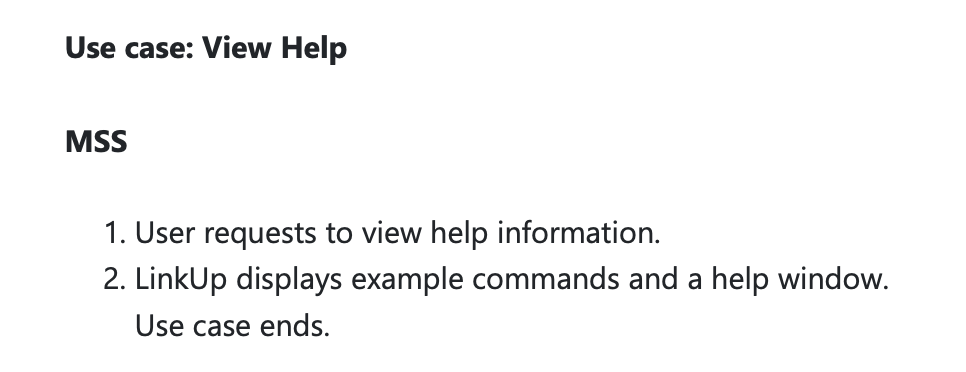 Use case: View Help
MSS
1. User requests to view help information.
2. LinkUp displays example commands and a help window.
Use case ends.